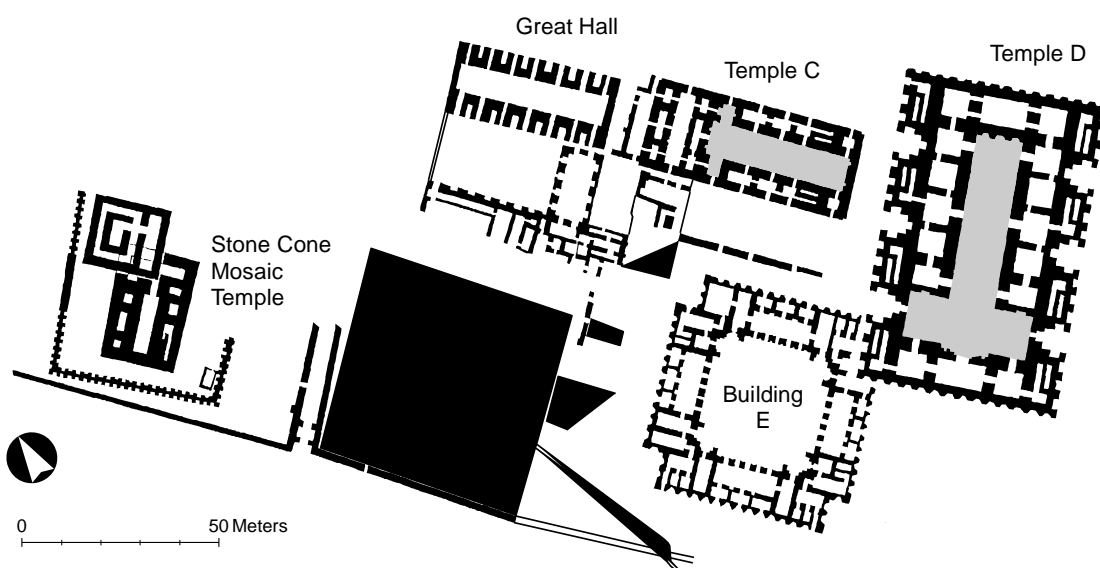 Great Hall
Temple C
Temple D
Stone Cone
Mosaic
Temple
Building
E
0 50 Meters